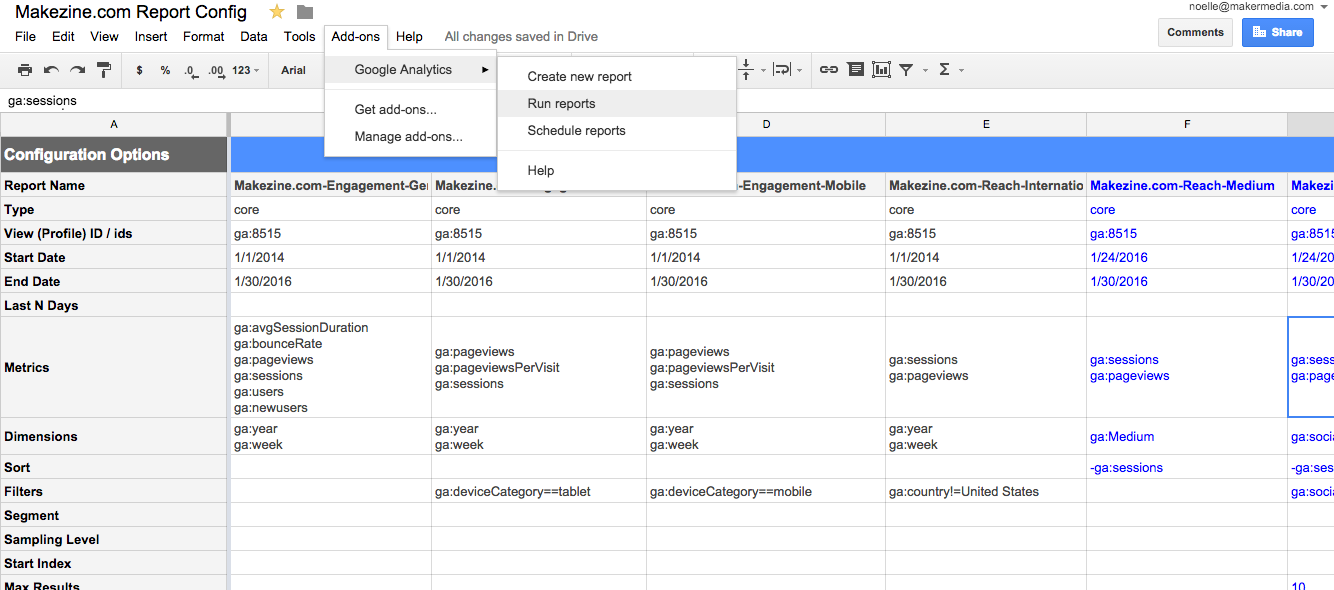 Makezine.com Report Config
noelle@makermedia.com
File Edit View Insert Format Data Tools Add-ons Help All changes saved in Drive
Comments Share
$ % .0 .00 123 Arial
Google Analytics
Get add-ons...
Manage add-ons...
Create new report
Run reports
Schedule reports
Help
ga:sessions
A D E F
Configuration Options
Report Name Makezine.com-Engagement-Gen Makezine. -Engagement-Mobile Makezine.com-Reach-Internatio Makezine.com-Reach-Medium Makezi
Type core core core core core core
View (Profile) ID / ids ga:8515 ga:8515 ga:8515 ga:8515 ga:8515 ga:8515
Start Date 1/1/2014 1/1/2014 1/1/2014 1/1/2014 1/24/2016 1/24/20
End Date 1/30/2016 1/30/2016 1/30/2016 1/30/2016 1/30/2016 1/30/20
Last N Days
Metrics
ga:avgSessionDuration
ga:bounceRate
ga:pageviews
ga:sessions
ga:users
ga:newusers
ga:pageviews
ga:pageviewsPerVisit
ga:sessions
ga:pageviews
ga:pageviewsPerVisit
ga:sessions
ga:sessions
ga:pageviews
ga:sessions
ga:pageviews
ga:sess
ga:page
Dimensions
ga:year
ga:week
ga:year
ga:week
ga:year
ga:week
ga:year
ga:week
ga:Medium
ga:socia
Sort -ga:sessions -ga:ses
Filters ga:deviceCategory==tablet ga:deviceCategory==mobile ga:country!=United States ga:socia
Segment
Sampling Level
Start Index
Max Results 10